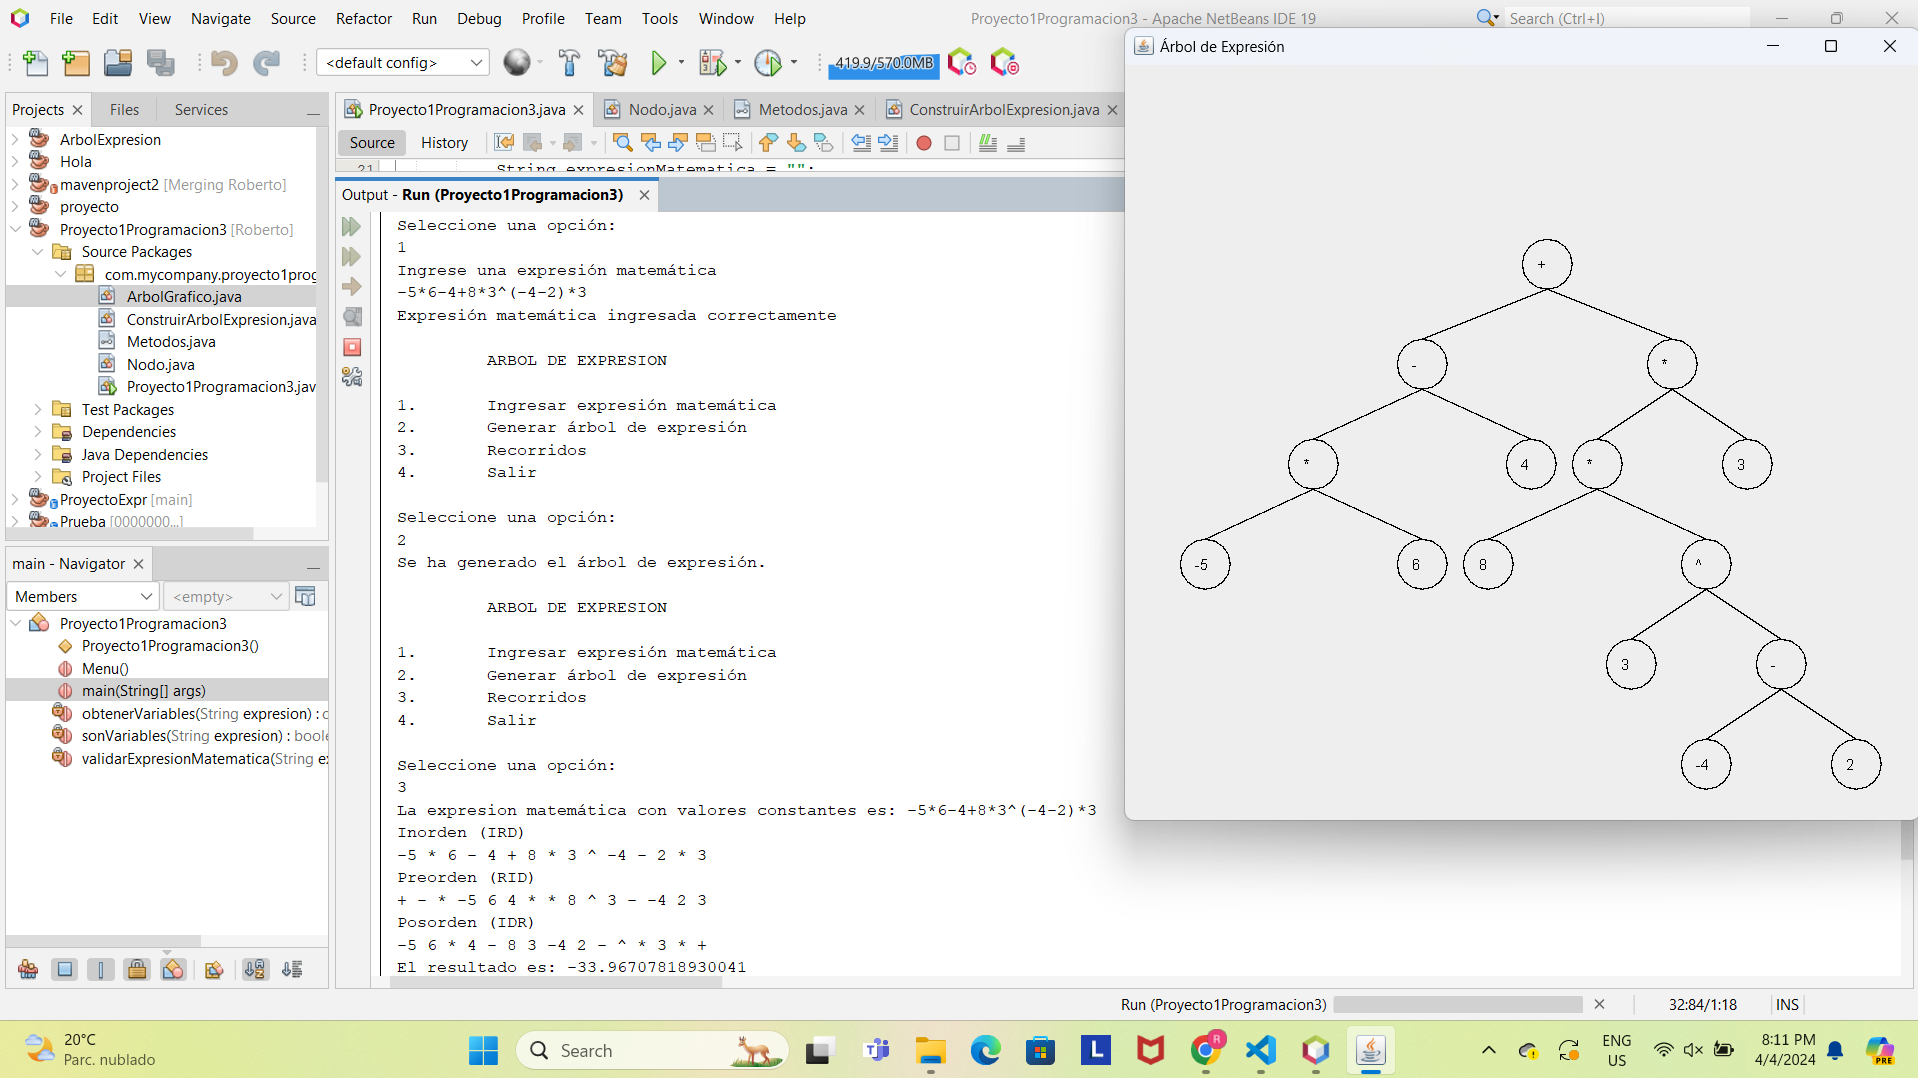 File Edit View Navigate Source Refactor Run Debug Profile Team Tools Window Help
Proyecto1Programacion3 - Apache NetBeans IDE 19
Search (Ctrl+I)
<default config>
419.9/570.0MB
Projects
Files
Services
ArbolExpresion
Hola
mavenproject2 [Merging Roberto]
proyecto
Proyecto1Programacion3 [Roberto]
Source Packages
com.mycompany.proyecto1prog
ArbolGrafico.java
ConstruirArbolExpresion.java
Metodos.java
Nodo.java
Proyecto1Programacion3.jav
Test Packages
Dependencies
Java Dependencies
Project Files
ProyectoExpr [main]
Prueba [0000000...]
main - Navigator
Members
<empty>
Proyecto1Programacion3
Proyecto1Programacion3()
Menu()
main(String[] args)
obtenerVariables(String expresion) : c
sonVariables(String expresion) : boole
validarExpresionMatematica(String ex
Proyecto1Programacion3.java
Nodo.java
Metodos.java
ConstruirArbolExpresion.java
Source
History
21 String expresionMatematica = "";
Output - Run (Proyecto1Programacion3)
Seleccione una opción:
1
Ingrese una expresión matemática
-5*6-4+8*3^(-4-2)*3
Expresión matemática ingresada correctamente
ARBOL DE EXPRESION
1. Ingresar expresión matemática
2. Generar árbol de expresión
3. Recorridos
4. Salir
Seleccione una opción:
2
Se ha generado el árbol de expresión.
ARBOL DE EXPRESION
1. Ingresar expresión matemática
2. Generar árbol de expresión
3. Recorridos
4. Salir
Seleccione una opción:
3
La expresion matemática con valores constantes es: -5*6-4+8*3^(-4-2)*3
Inorden (IRD)
-5 * 6 - 4 + 8 * 3 ^ -4 - 2 * 3
Preorden (RID)
+ - * -5 6 4 * * 8 ^ 3 - -4 2 3
Posorden (IDR)
-5 6 * 4 - 8 3 -4 2 - ^ * 3 * +
El resultado es: -33.96707818930041
Árbol de Expresión
+
- *
* 4 * 3
-5 6 8 ^
3 -
-4 2
Run (Proyecto1Programacion3)
32:84/1:18
INS
20°C
Parc. nublado
Search
L
R
ENG
US
8:11 PM
4/4/2024
PRE